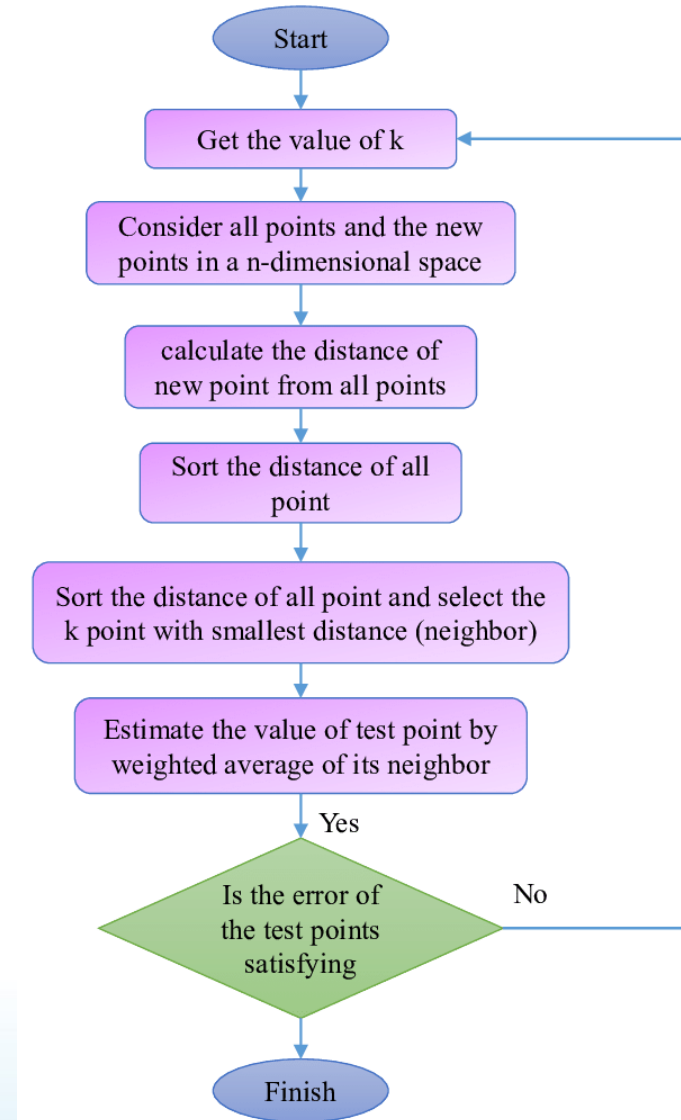 Start
Get the value of k
Consider all points and the new
points in a n-dimensional space
calculate the distance of
new point from all points
Sort the distance of all
point
Sort the distance of all point and select the
k point with smallest distance (neighbor)
Estimate the value of test point by
weighted average of its neighbor
Yes
Is the error of
the test points
satisfying
No
Finish